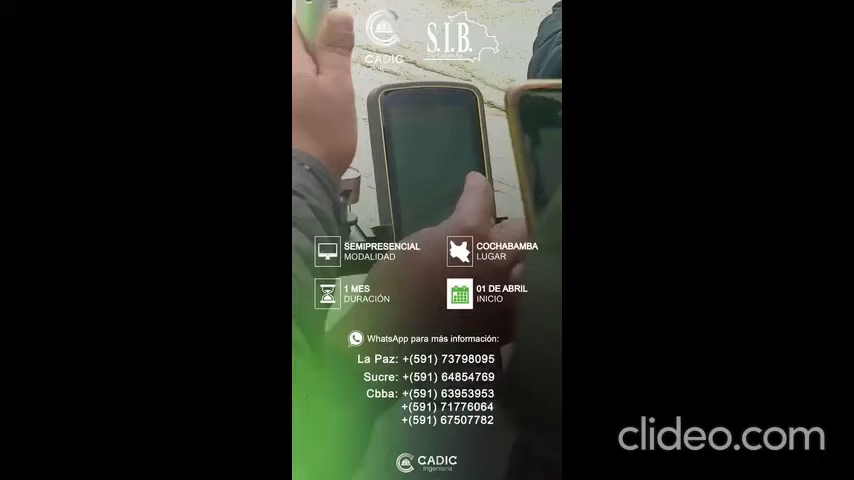 CADIC
S.I.B.
SEMIPRESENCIAL
MODALIDAD
COCHABAMBA
LUGAR
1 MES
DURACIÓN
01 DE ABRIL
INICIO
WhatsApp para más información:
La Paz: +(591) 73798095
Sucre: +(591) 64854769
Cbba: +(591) 63953953
+(591) 71776064
+(591) 67507782
CADIC
Ingeniería
clideo.com